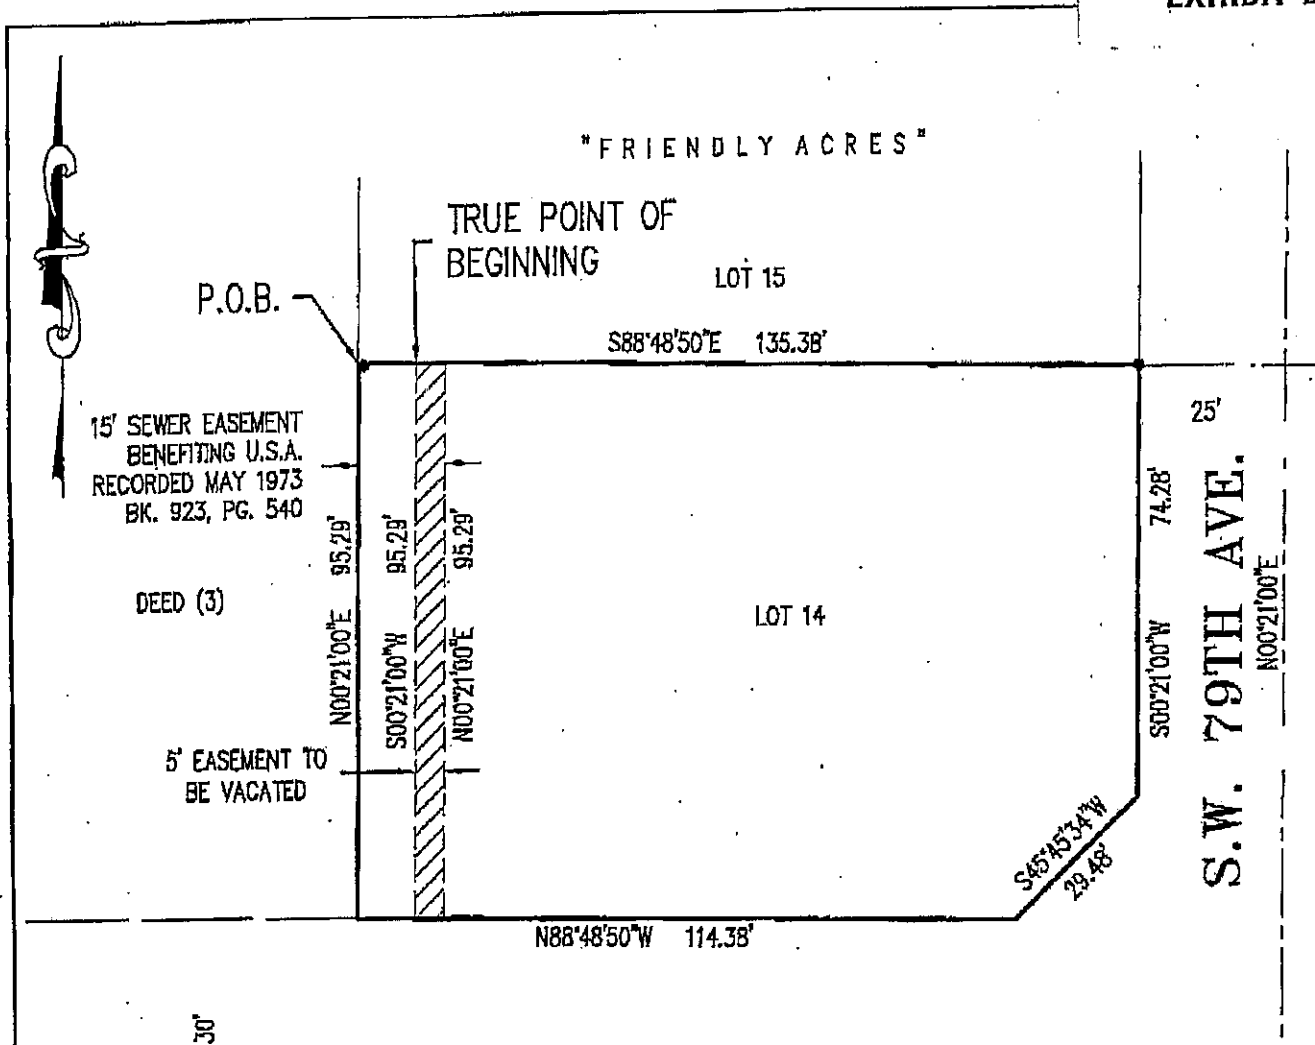 "FRIENDLY ACRES"
TRUE POINT OF
BEGINNING
LOT 15
P.O.B.
S88°48'50"E 135.38'
15' SEWER EASEMENT
BENEFITING U.S.A.
RECORDED MAY 1973
BK. 923, PG. 540
25'
N00°21'00"E 95.29'
S00°21'00"W 95.29'
N00°21'00"E 95.29'
S00°21'00"W 74.28'
S.W. 79TH AVE.
N00°21'00"E
DEED (3)
LOT 14
5' EASEMENT TO
BE VACATED
S45°45'34"W
29.48'
N88°48'50"W 114.38'
30'